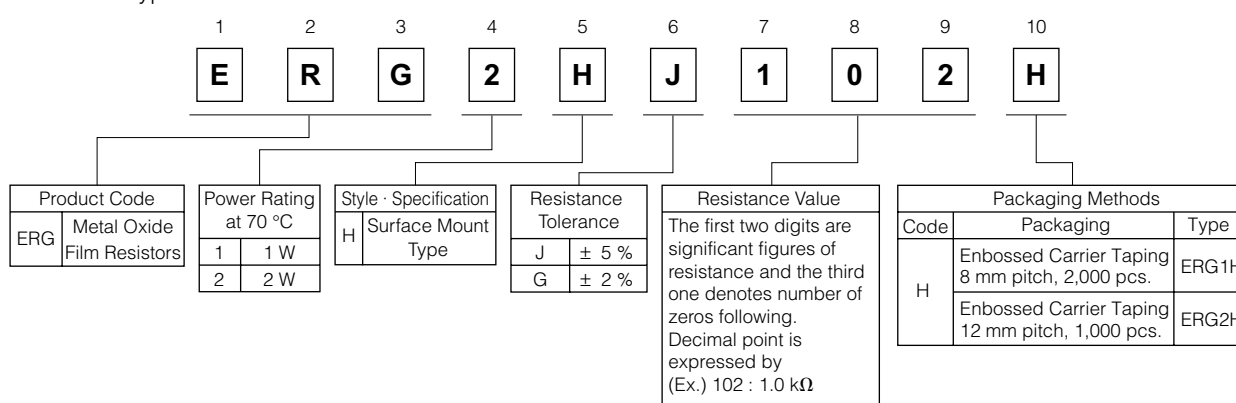 1 2 3 4 5 6 7 8 9 10
E R G 2 H J 1 0 2 H
Product Code
ERG
Metal Oxide
Film Resistors
Power Rating
at 70 °C
1 1 W
2 2 W
Style · Specification
H
Surface Mount
Type
Resistance
Tolerance
J ± 5 %
G ± 2 %
Resistance Value
The first two digits are
significant figures of
resistance and the third
one denotes number of
zeros following.
Decimal point is
expressed by
(Ex.) 102 : 1.0 kΩ
Packaging Methods
Code Packaging Type
H
Enbossed Carrier Taping
8 mm pitch, 2,000 pcs.
ERG1H
Enbossed Carrier Taping
12 mm pitch, 1,000 pcs.
ERG2H